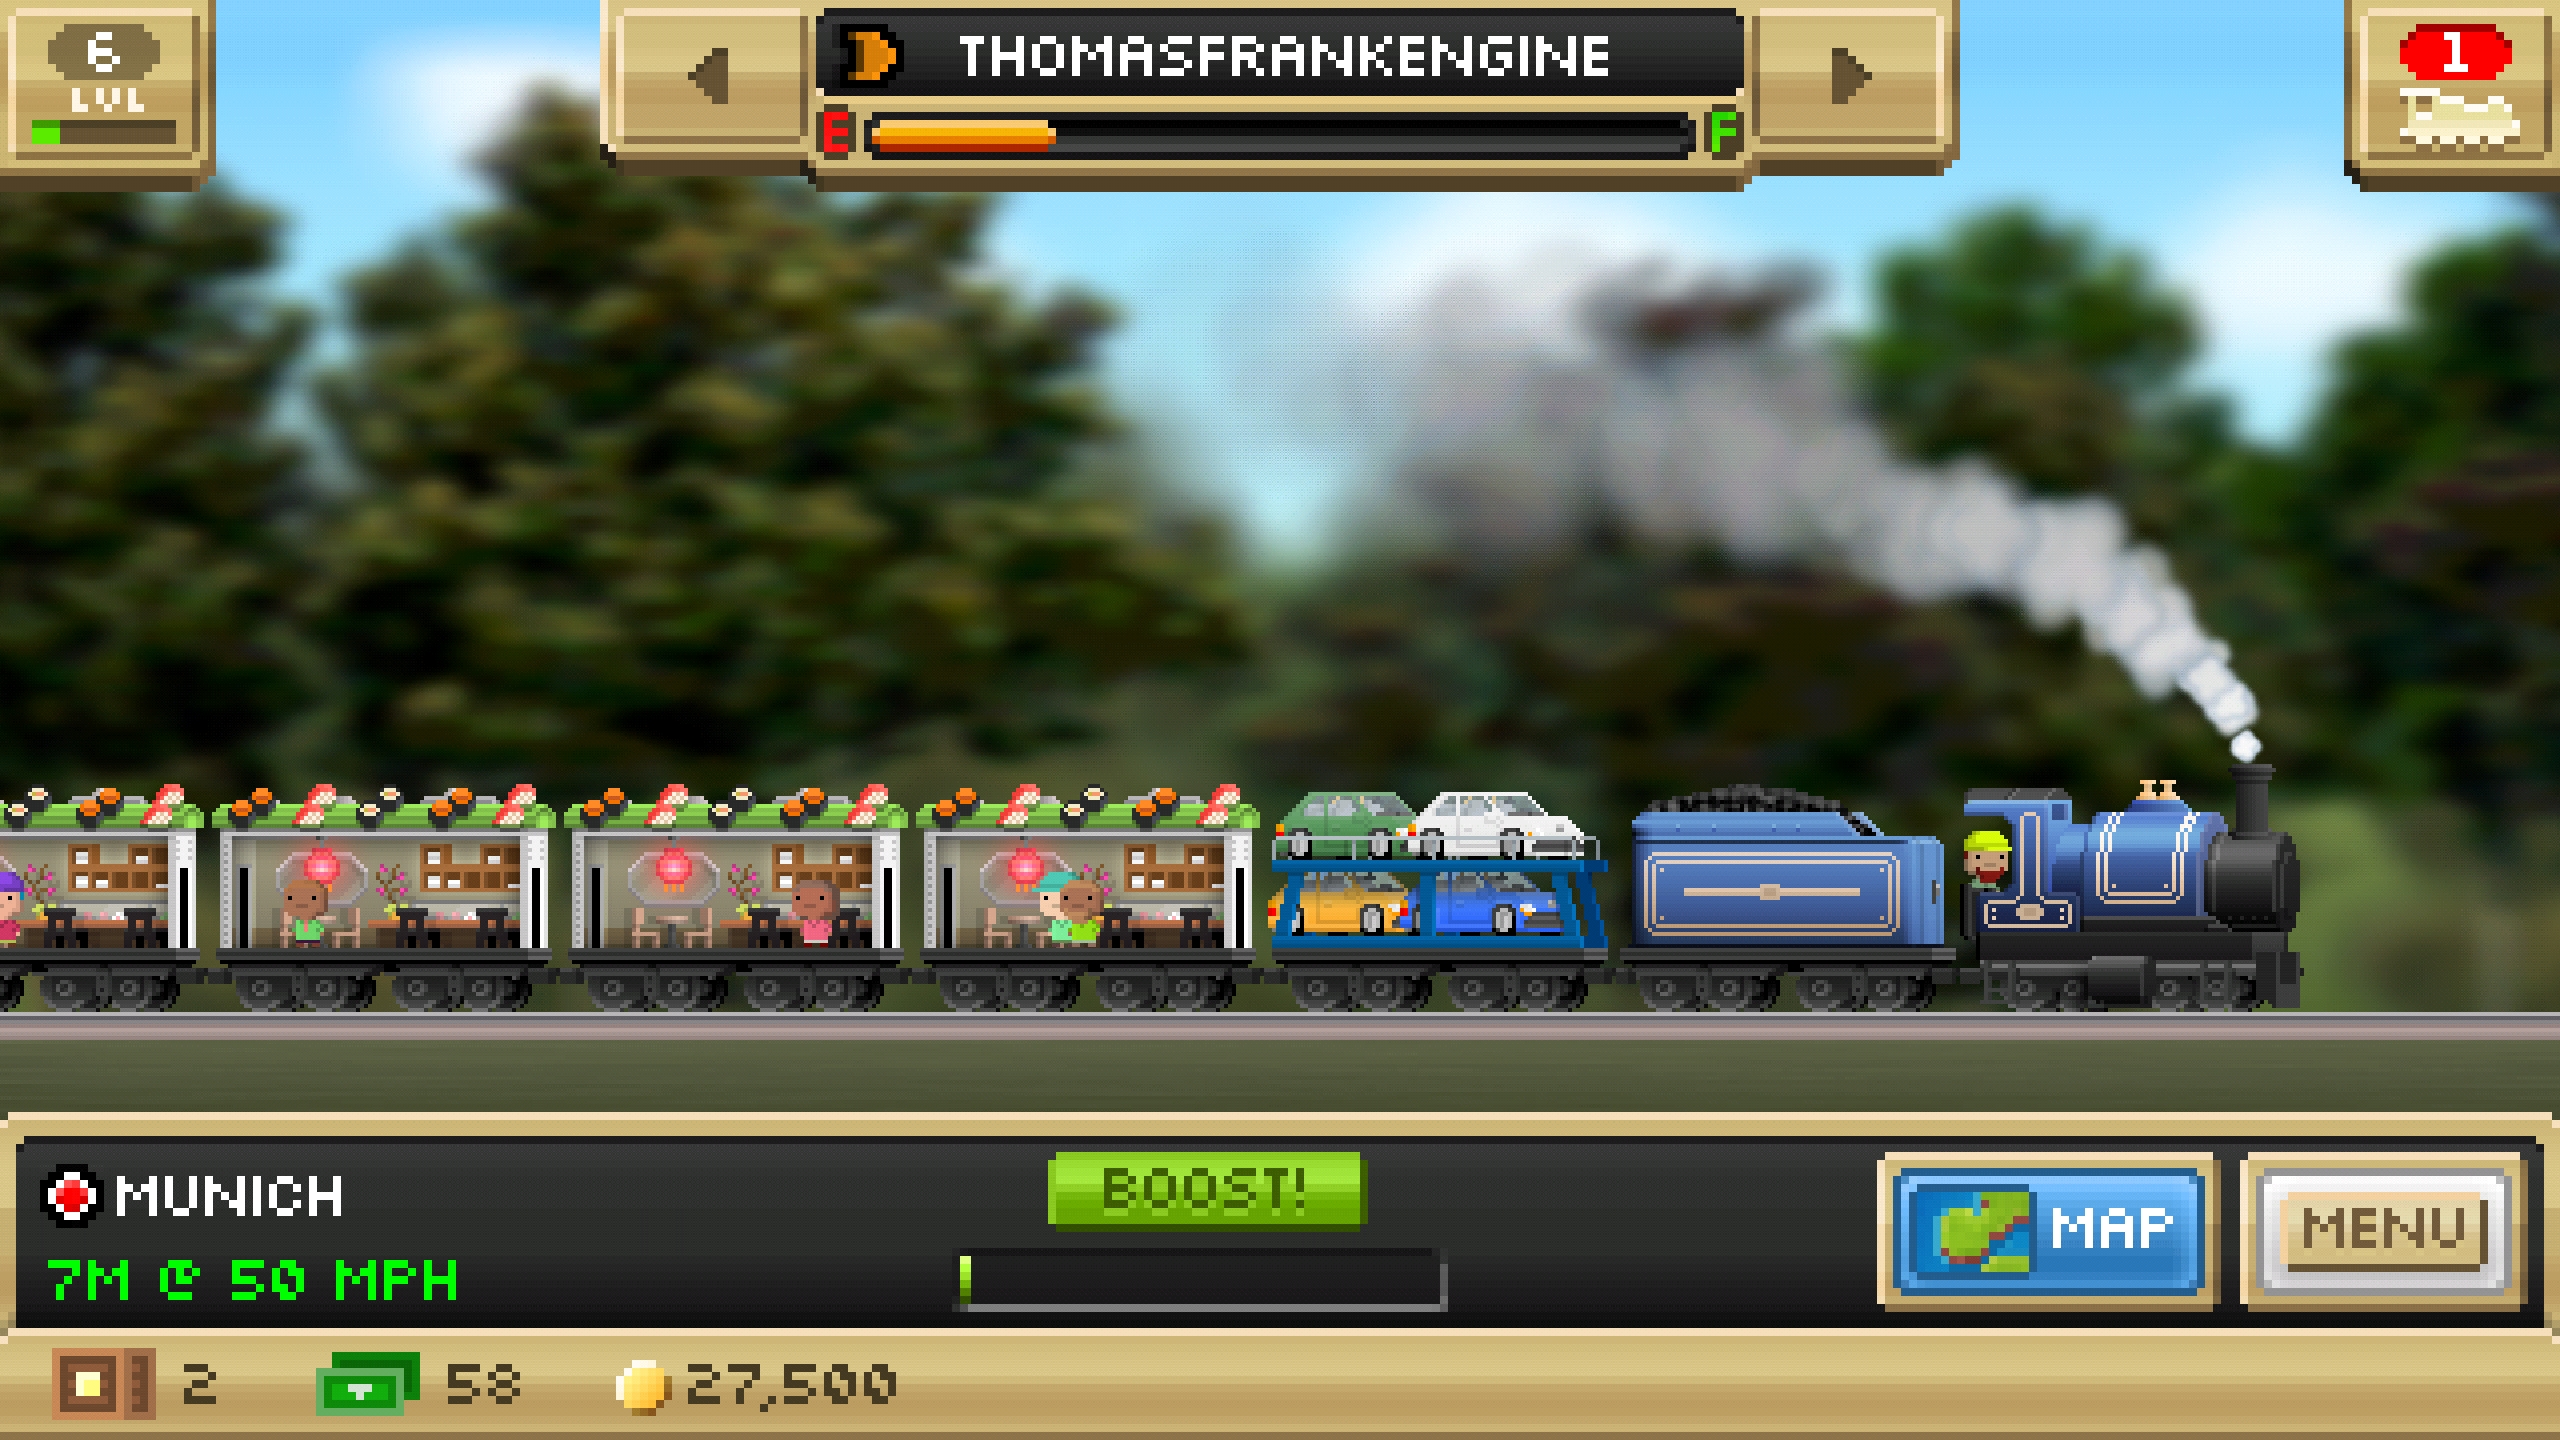 6
LVL
THOMASFRANKENGINE
E F
1
MUNICH
7M @ 50 MPH
BOOST!
MAP
MENU
2 58 27,500